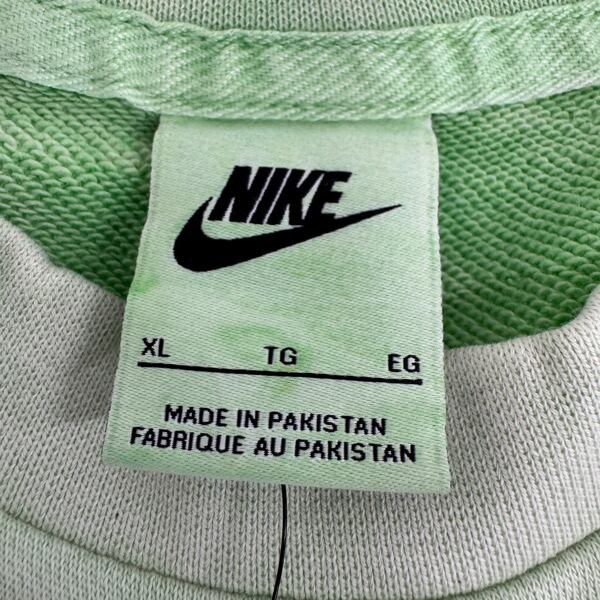 NIKE
XL TG EG
MADE IN PAKISTAN
FABRIQUE AU PAKISTAN